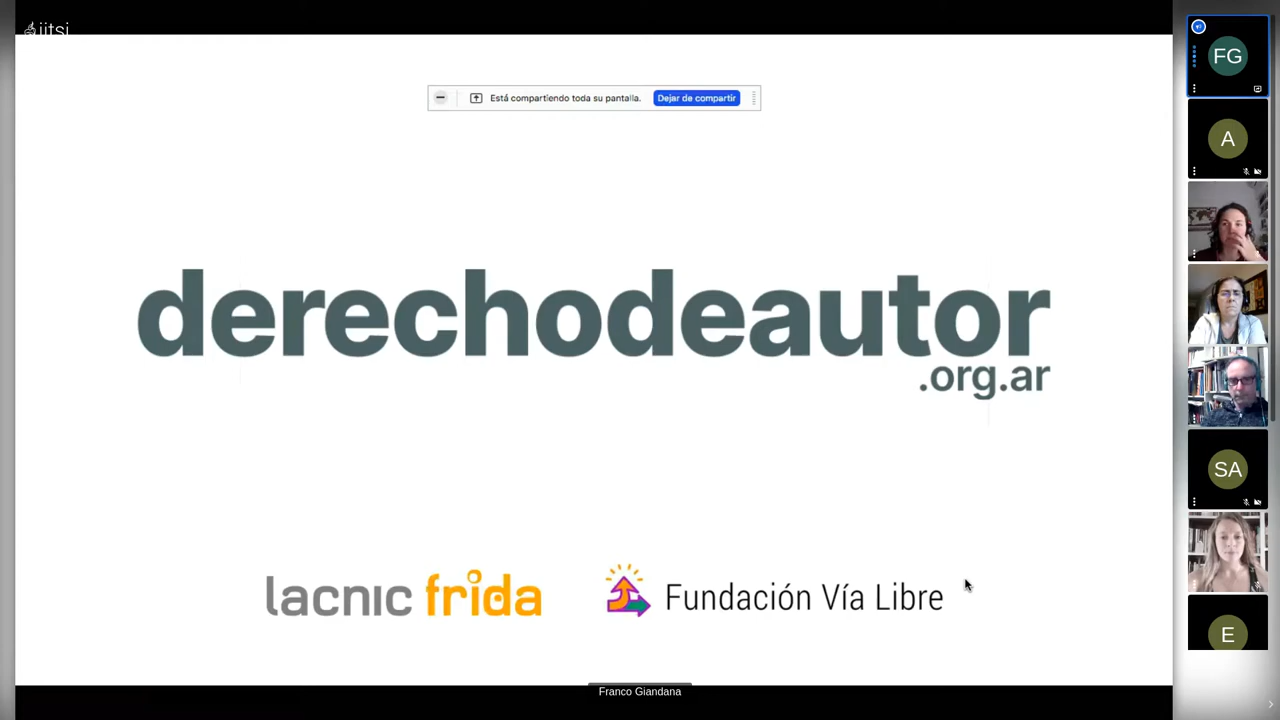 jitsi
Está compartiendo toda su pantalla.
Dejar de compartir
derechodeautor
.org.ar
lacnic frida
Fundación Vía Libre
Franco Giandana
FG
A
SA
E